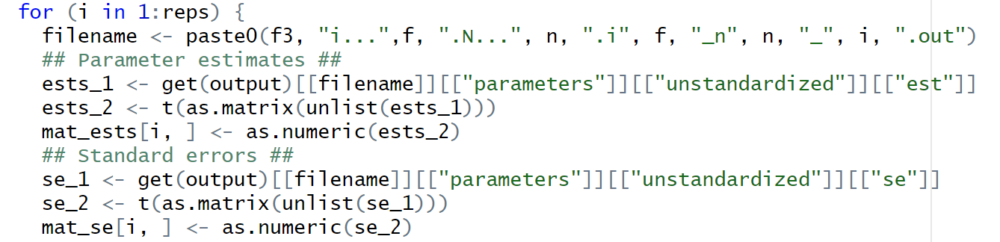 for (i in 1:reps) {
  filename <- paste0(f3, "i...",f, ".N...", n, ".i", f, "_n", n, "_", i, ".out")
  ## Parameter estimates ##
  ests_1 <- get(output)[[filename]][["parameters"]][["unstandardized"]][["est"]]
  ests_2 <- t(as.matrix(unlist(ests_1)))
  mat_ests[i, ] <- as.numeric(ests_2)
  ## Standard errors ##
  se_1 <- get(output)[[filename]][["parameters"]][["unstandardized"]][["se"]]
  se_2 <- t(as.matrix(unlist(se_1)))
  mat_se[i, ] <- as.numeric(se_2)